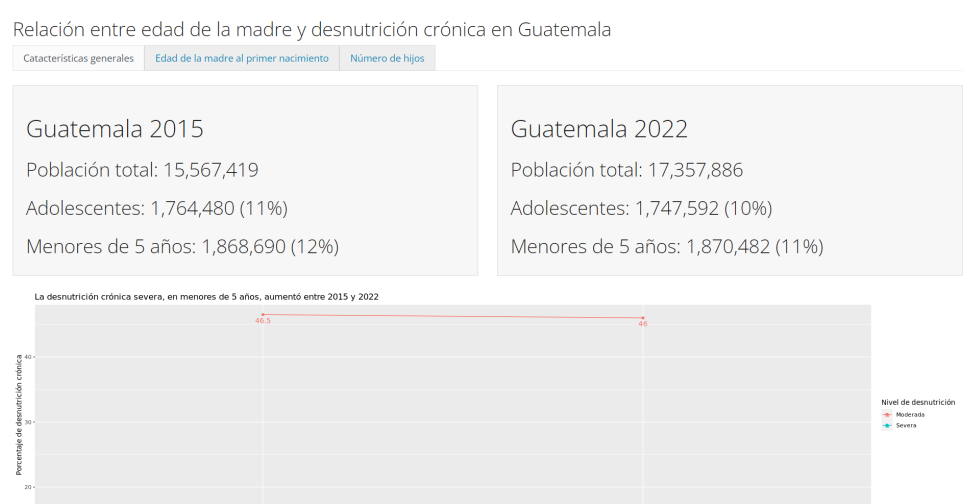 Relación entre edad de la madre y desnutrición crónica en Guatemala
Catacterísticas generales
Edad de la madre al primer nacimiento
Número de hijos
Guatemala 2015
Población total: 15,567,419
Adolescentes: 1,764,480 (11%)
Menores de 5 años: 1,868,690 (12%)
Guatemala 2022
Población total: 17,357,886
Adolescentes: 1,747,592 (10%)
Menores de 5 años: 1,870,482 (11%)
La desnutrición crónica severa, en menores de 5 años, aumentó entre 2015 y 2022
46.5
46
Porcentaje de desnutrición crónica
40
30
20
Nivel de desnutrición
Moderada
Severa